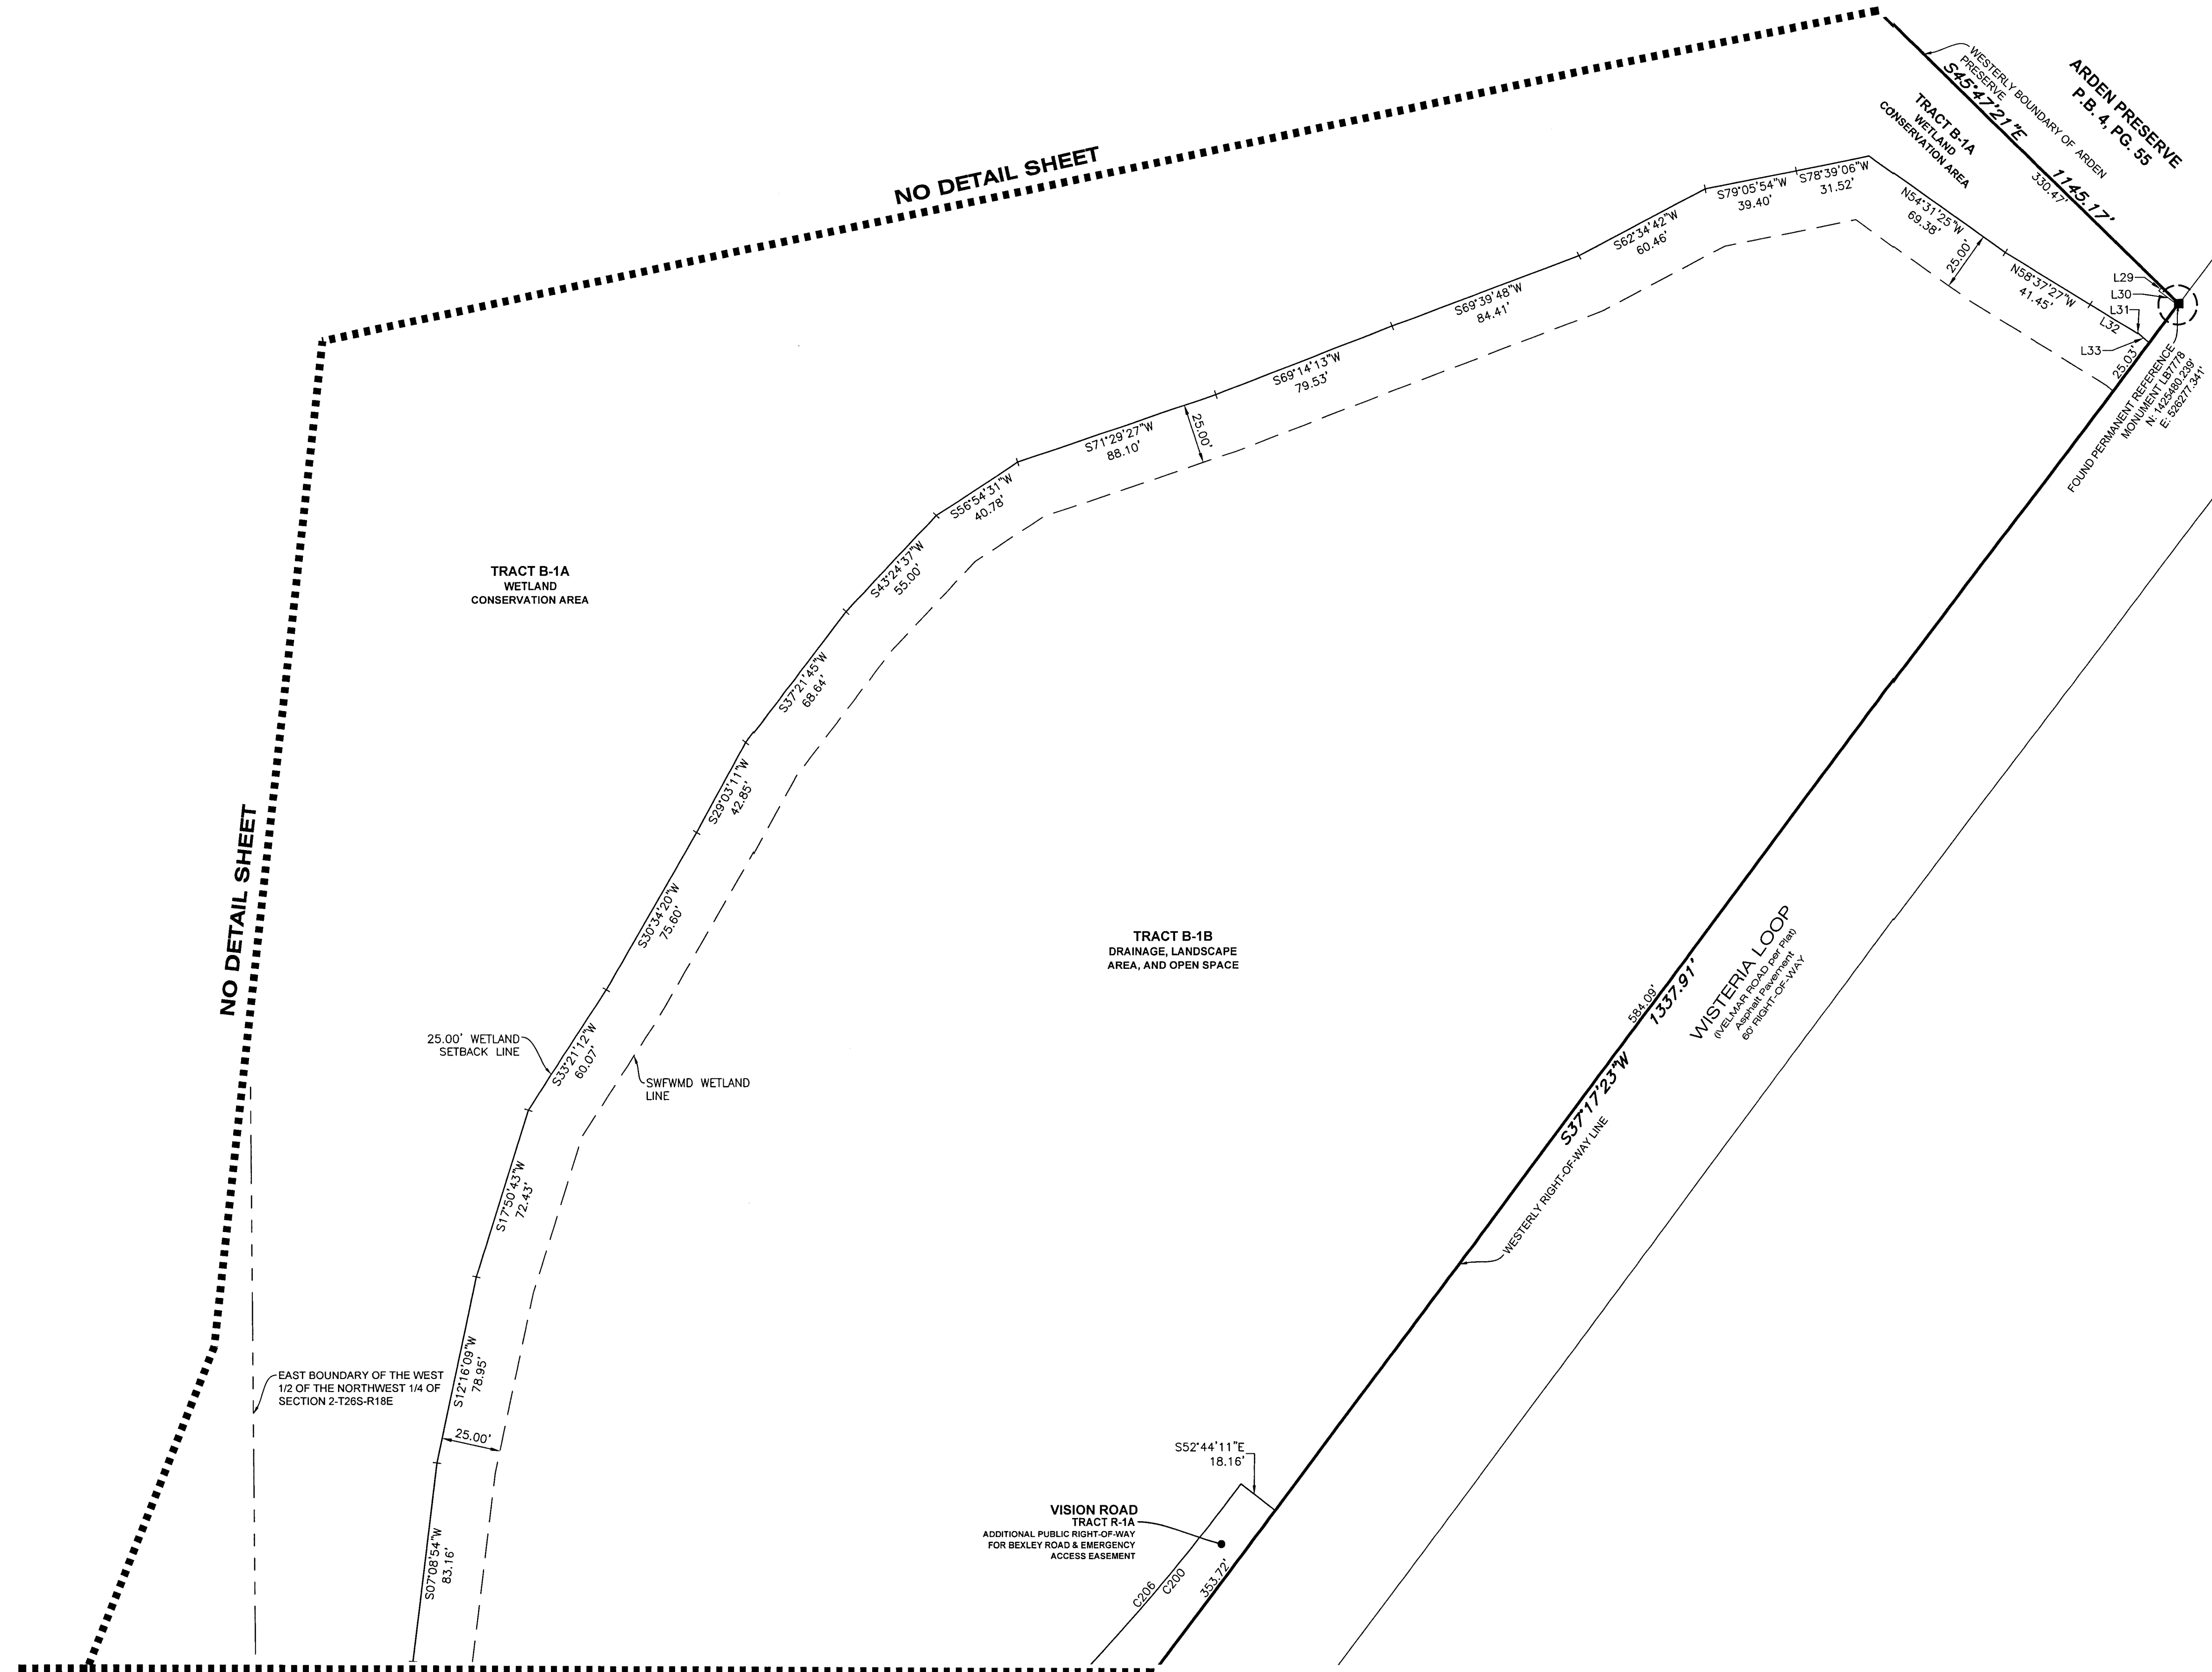 NO DETAIL SHEET
WESTERLY BOUNDARY OF ARDEN
PRESERVE
S45°47'21"E
1145.17'
330.47'
ARDEN PRESERVE
P.B. 4, PG. 55
TRACT B-1A
WETLAND
CONSERVATION AREA
S79°05'54"W
39.40'
S78°39'06"W
31.52'
N54°31'25"W
69.38'
25.00'
N58°37'27"W
41.45'
L29
L30
L31
L32
L33
25.03'
FOUND PERMANENT REFERENCE
MONUMENT LB7778
N: 1425480.239'
E: 526277.341'
S62°34'42"W
60.46'
S69°39'48"W
84.41'
S69°14'13"W
79.53'
S71°29'27"W
88.10'
25.00'
S56°54'31"W
40.78'
S43°24'37"W
55.00'
TRACT B-1A
WETLAND
CONSERVATION AREA
S37°21'45"W
68.64'
S29°03'11"W
42.85'
NO DETAIL SHEET
S30°34'20"W
75.60'
TRACT B-1B
DRAINAGE, LANDSCAPE
AREA, AND OPEN SPACE
584.09'
1337.91'
S37°17'23"W
WESTERLY RIGHT-OF-WAY LINE
WISTERIA LOOP
(IVELMAR ROAD per Plat)
Asphalt Pavement
60' RIGHT-OF-WAY
25.00' WETLAND
SETBACK LINE
S33°21'12"W
60.07'
SWFWMD WETLAND
LINE
S17°50'43"W
72.43'
S12°16'09"W
78.95'
EAST BOUNDARY OF THE WEST
1/2 OF THE NORTHWEST 1/4 OF
SECTION 2-T26S-R18E
25.00'
S52°44'11"E
18.16'
VISION ROAD
TRACT R-1A
ADDITIONAL PUBLIC RIGHT-OF-WAY
FOR BEXLEY ROAD & EMERGENCY
ACCESS EASEMENT
S07°08'54"W
83.16'
C206
C200
353.72'